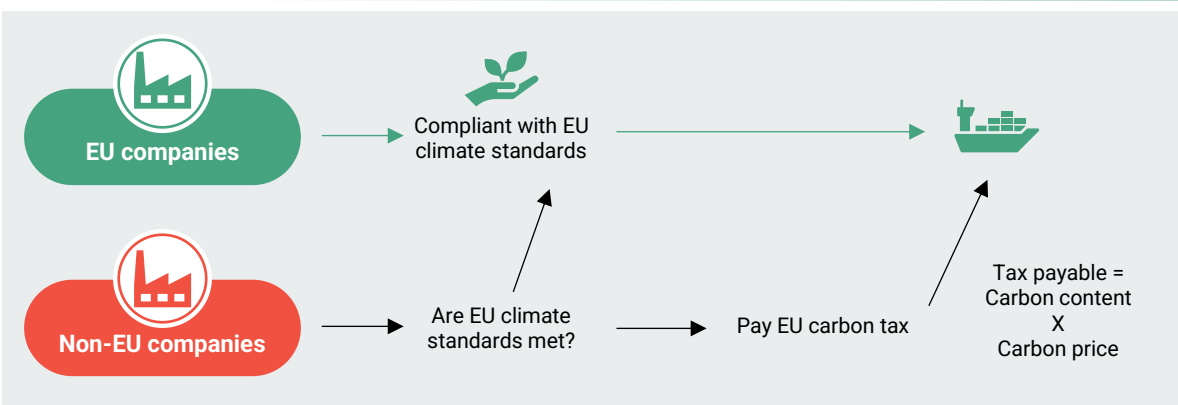 EU companies
Compliant with EU
climate standards
Non-EU companies
Are EU climate
standards met?
Pay EU carbon tax
Tax payable =
Carbon content
X
Carbon price